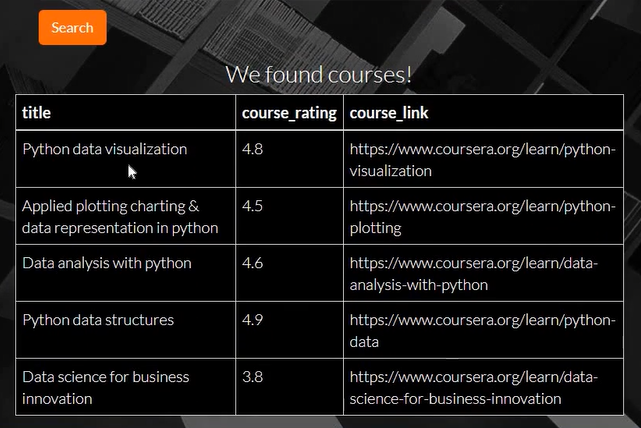 Search
We found courses!
title course_rating course_link
Python data visualization 4.8 https://www.coursera.org/learn/python-
visualization
Applied plotting charting & 4.5 https://www.coursera.org/learn/python-
data representation in python plotting
Data analysis with python 4.6 https://www.coursera.org/learn/data-
analysis-with-python
Python data structures 4.9 https://www.coursera.org/learn/python-
data
Data science for business 3.8 https://www.coursera.org/learn/data-
innovation science-for-business-innovation